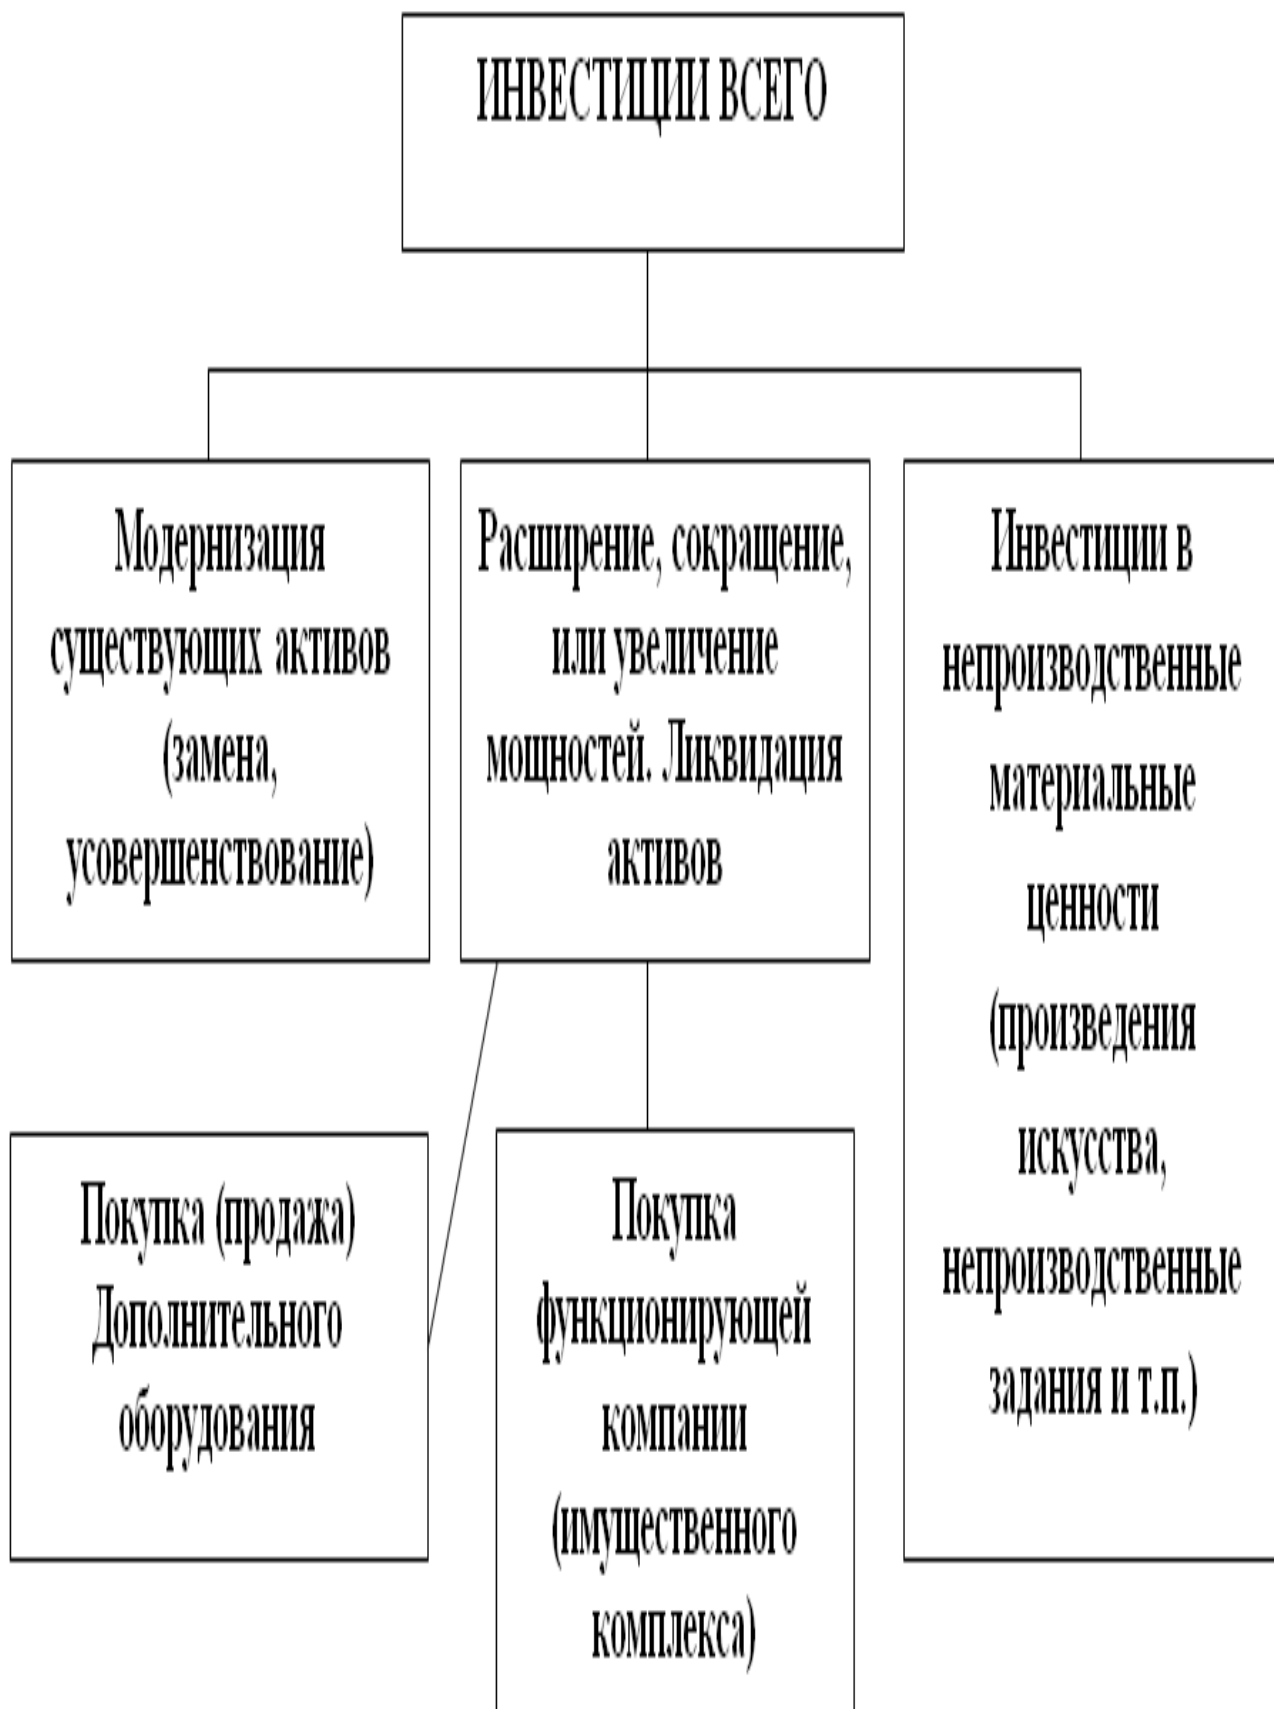 ИНВЕСТИЦИИ ВСЕГО
Модернизация
существующих активов
(замена,
усовершенствование)
Расширение, сокращение,
или увеличение
мощностей. Ликвидация
активов
Инвестиции в
непроизводственные
материальные
ценности
(произведения
искусства,
непроизводственные
задания и т.п.)
Покупка (продажа)
Дополнительного
оборудования
Покупка
функционирующей
компании
(имущественного
комплекса)